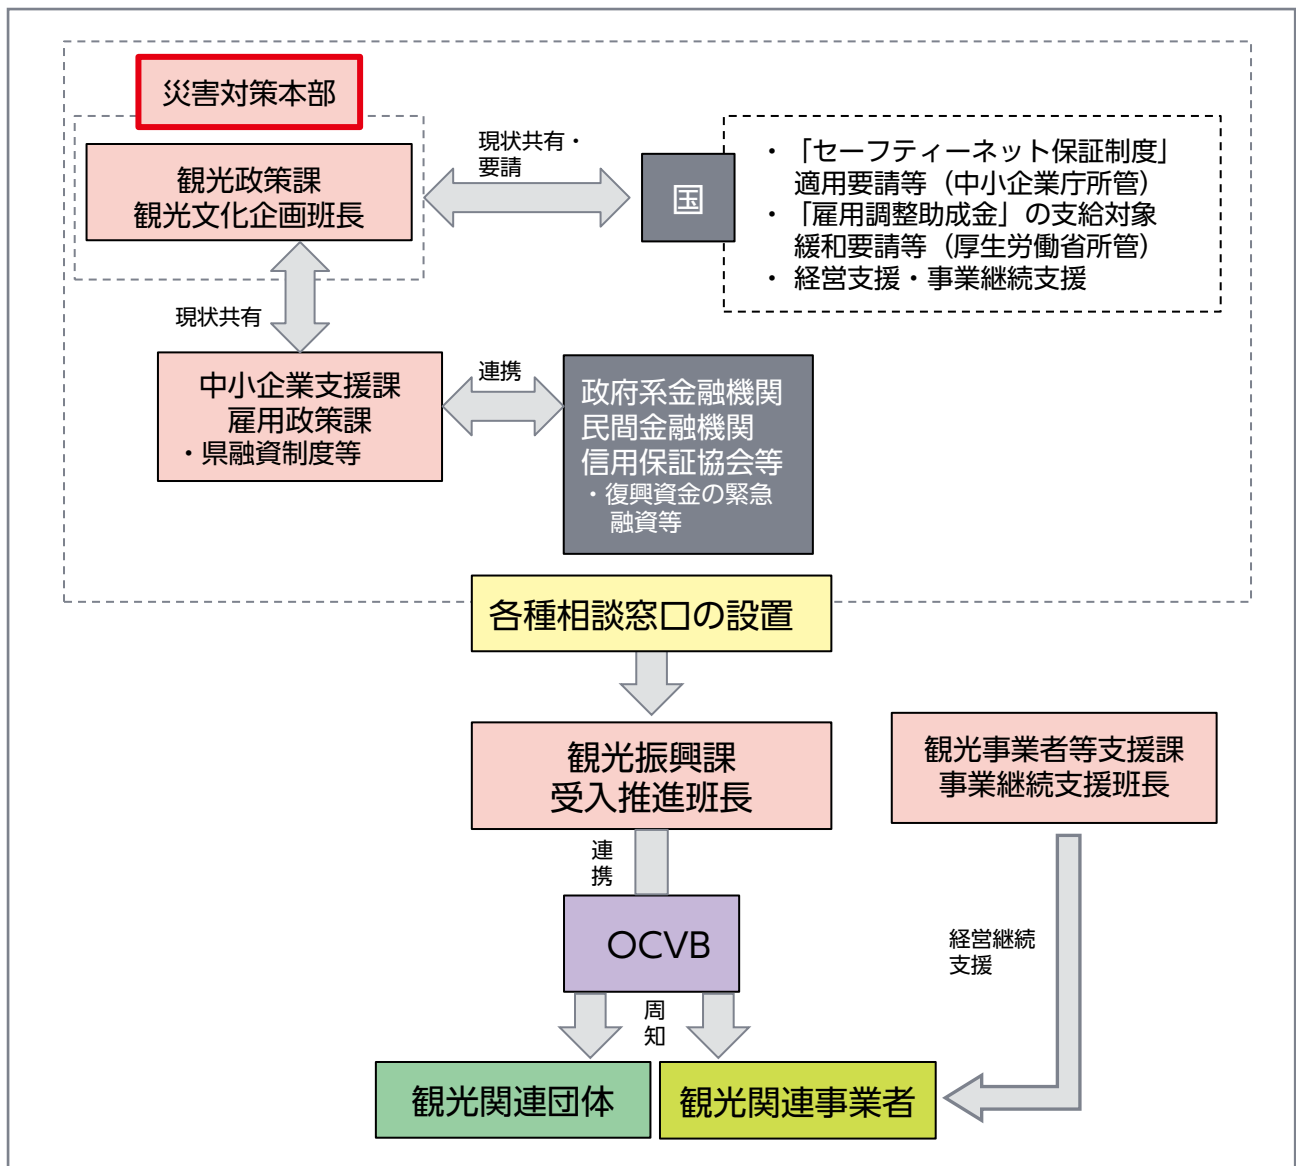 災害対策本部
観光政策課
観光文化企画班長
現状共有・
要請
国
・「セーフティーネット保証制度」
適用要請等（中小企業庁所管）
・「雇用調整助成金」の支給対象
緩和要請等（厚生労働省所管）
・ 経営支援・事業継続支援
現状共有
中小企業支援課
雇用政策課
・県融資制度等
連携
政府系金融機関
民間金融機関
信用保証協会等
・復興資金の緊急
融資等
各種相談窓口の設置
観光振興課
受入推進班長
観光事業者等支援課
事業継続支援班長
連
携
OCVB
経営継続
支援
周
知
観光関連団体
観光関連事業者